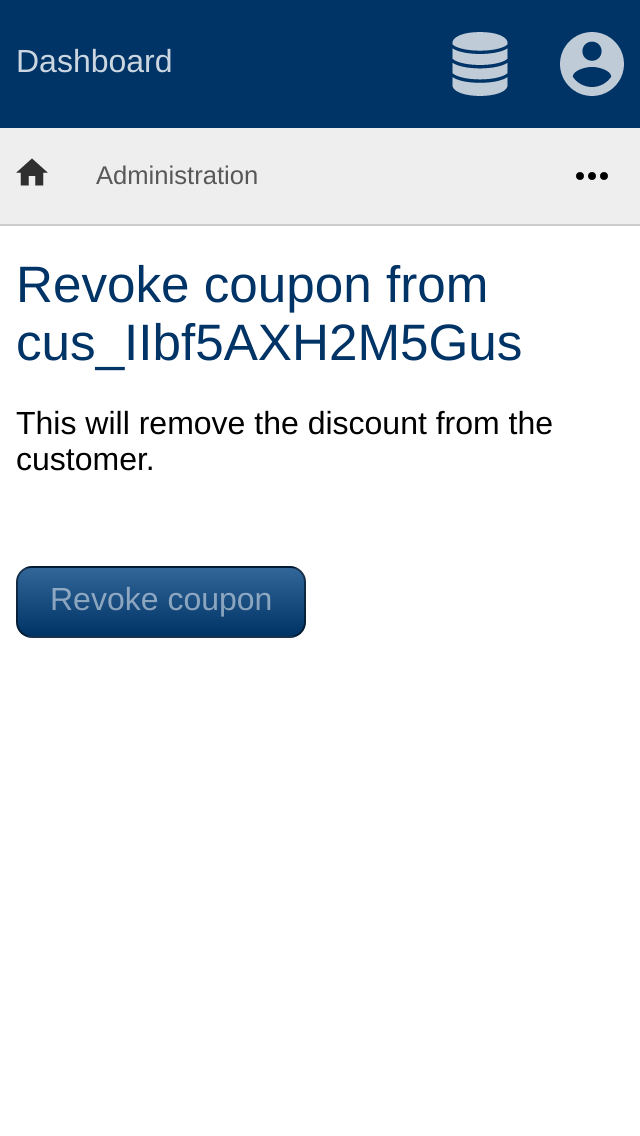 Dashboard
Administration
Revoke coupon from
cus_IIbf5AXH2M5Gus
This will remove the discount from the
customer.
Revoke coupon